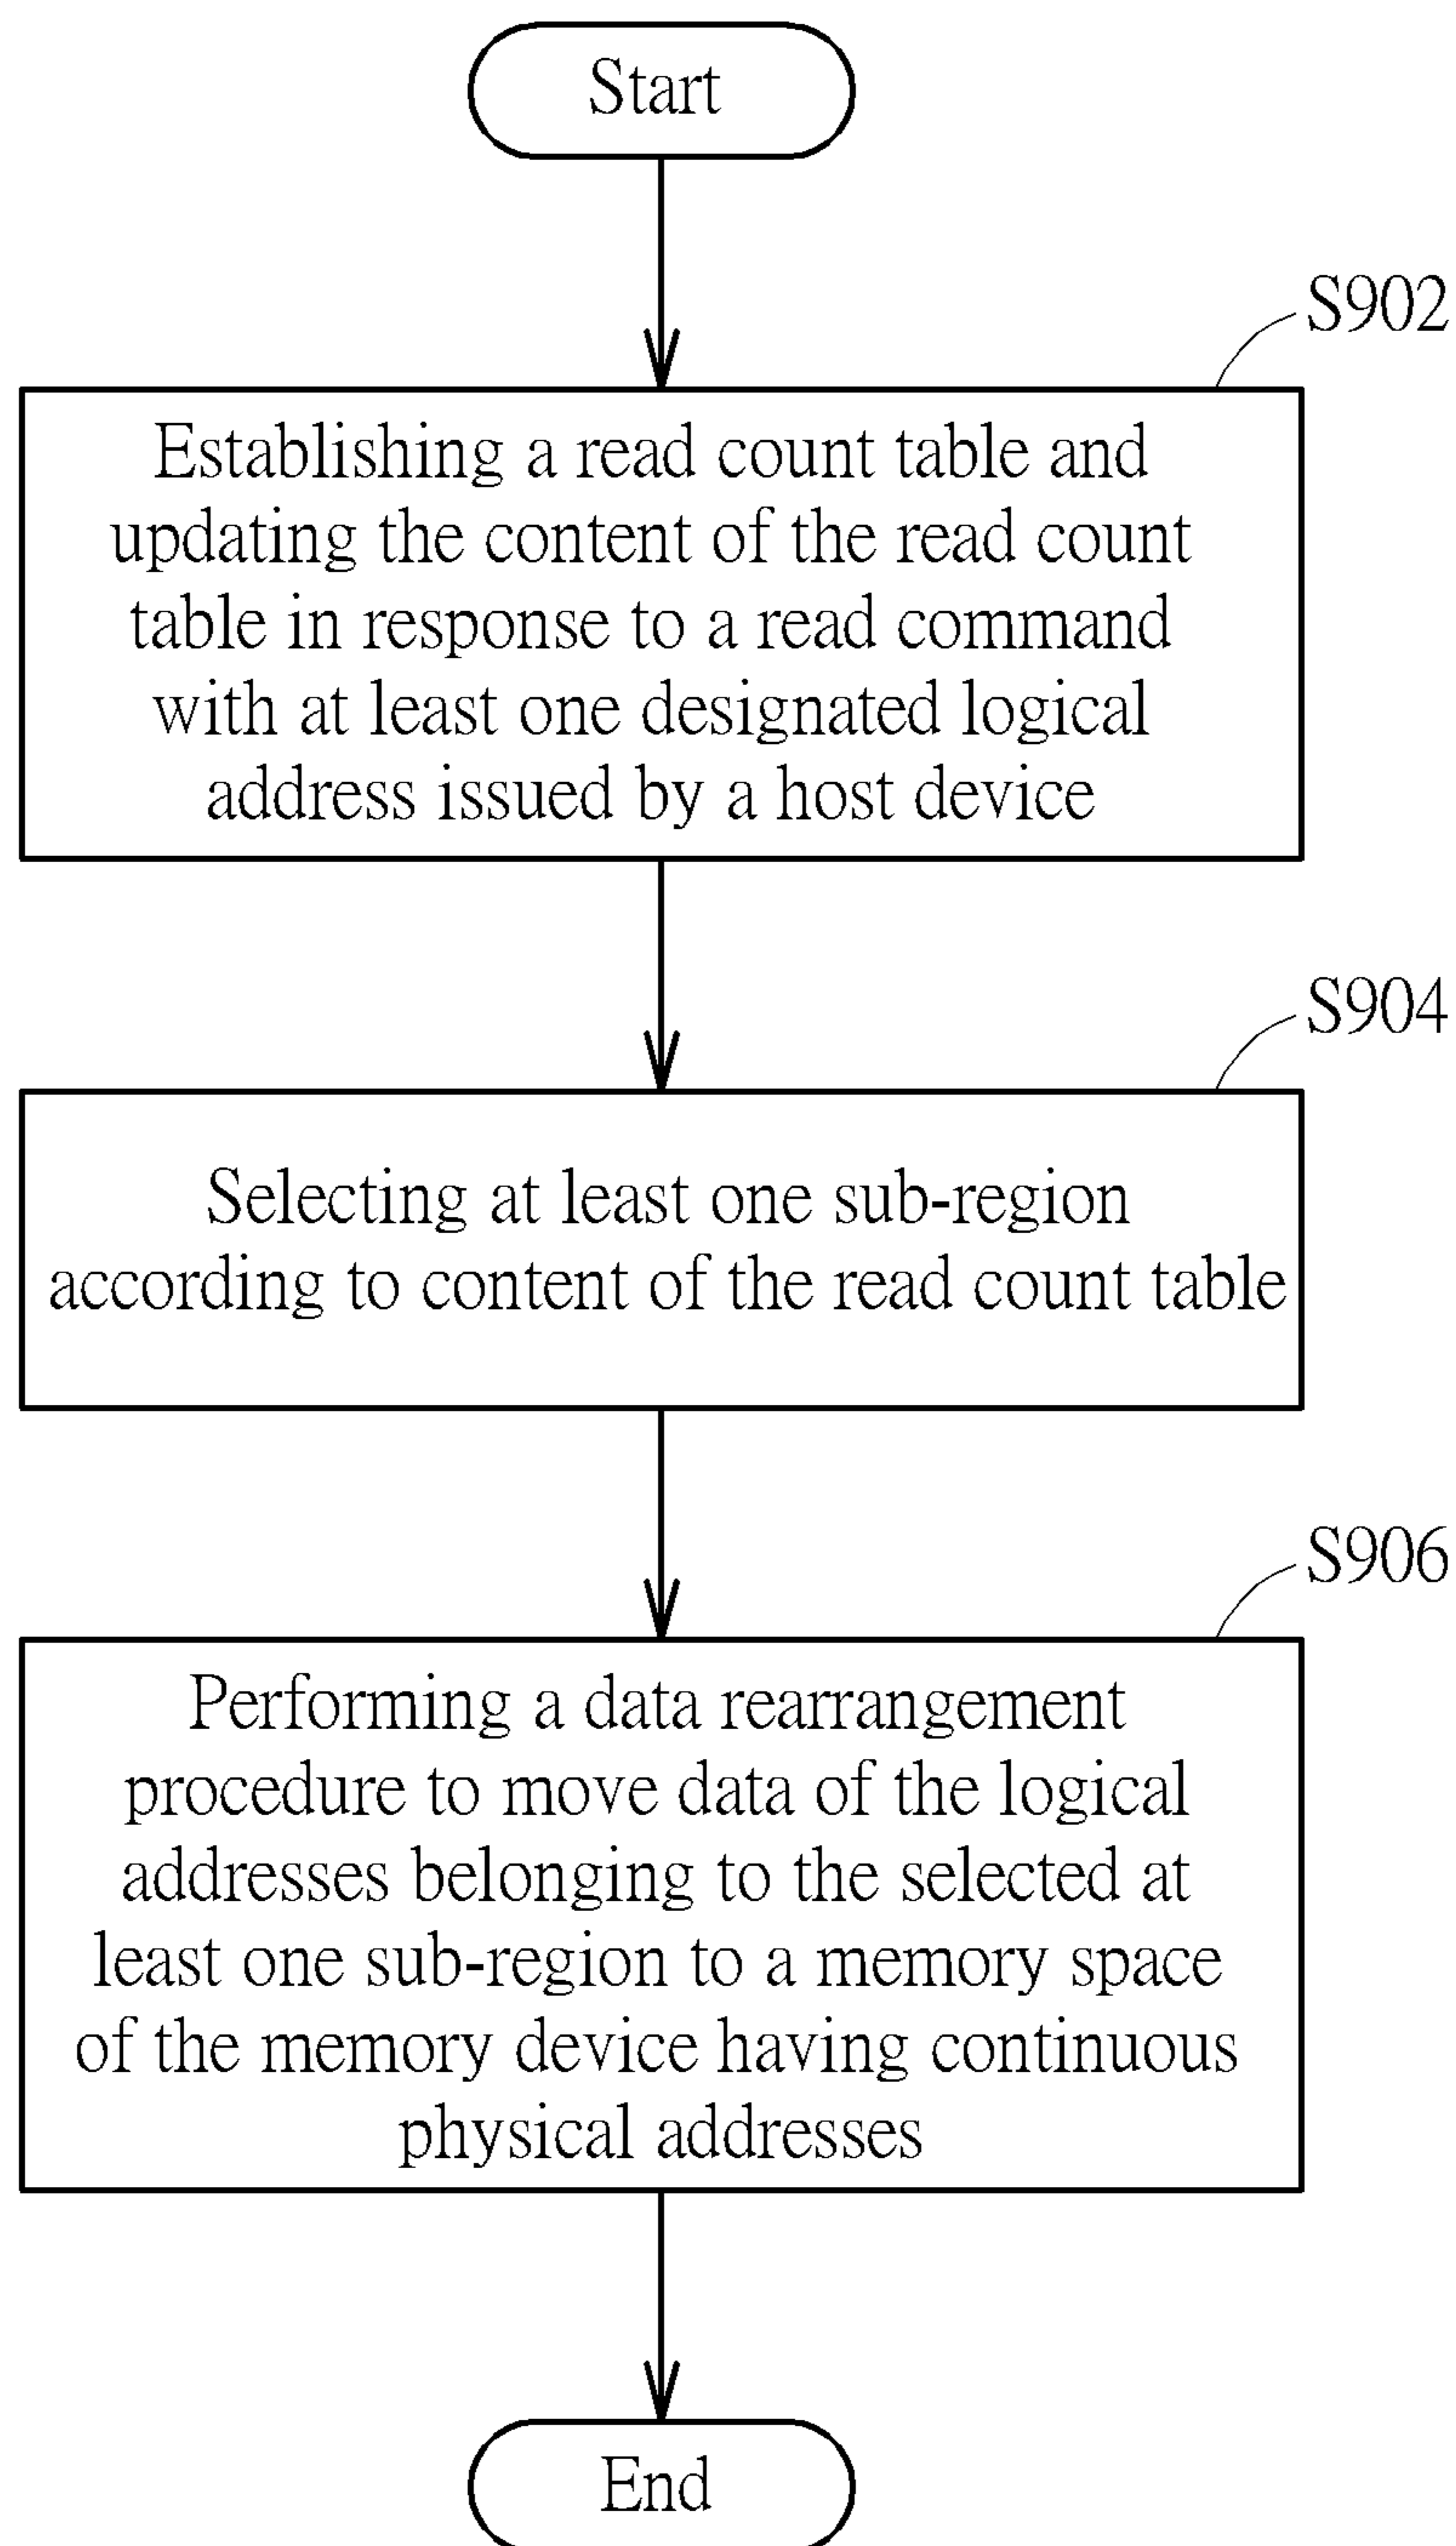 Start
S902
Establishing a read count table and
updating the content of the read count
table in response to a read command
with at least one designated logical
address issued by a host device
S904
Selecting at least one sub-region
according to content of the read count table
S906
Performing a data rearrangement
procedure to move data of the logical
addresses belonging to the selected at
least one sub-region to a memory space
of the memory device having continuous
physical addresses
End